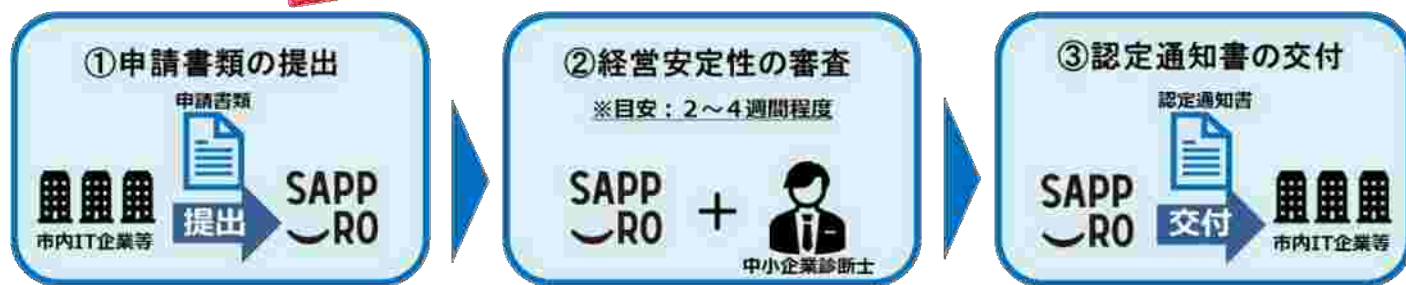 ①申請書類の提出
申請書類
市内IT企業等
提出
SAPP
RO
②経営安定性の審査
※目安:2~4週間程度
SAPP
RO
+
中小企業診断士
③認定通知書の交付
認定通知書
SAPP
RO
交付
市内IT企業等